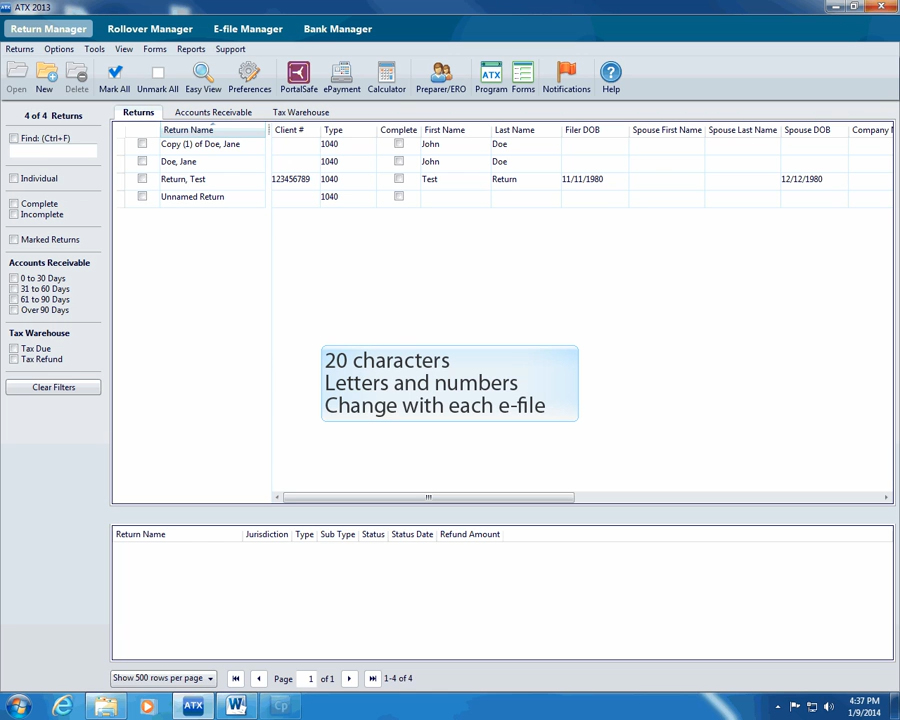 ATX 2013
Return Manager Rollover Manager E-file Manager Bank Manager
Returns Options Tools View Forms Reports Support
Open New Delete Mark All Unmark All Easy View Preferences PortalSafe ePayment Calculator Preparer/ERO ATX Program Forms Notifications Help
4 of 4 Returns
Find: (Ctrl+F)
Individual
Complete
Incomplete
Marked Returns
Accounts Receivable
0 to 30 Days
31 to 60 Days
61 to 90 Days
Over 90 Days
Tax Warehouse
Tax Due
Tax Refund
Clear Filters
Returns Accounts Receivable Tax Warehouse
Return Name Client # Type Complete First Name Last Name Filer DOB Spouse First Name Spouse Last Name Spouse DOB Company
Copy (1) of Doe, Jane 1040 John Doe
Doe, Jane 1040 John Doe
Return, Test 123456789 1040 Test Return 11/11/1980 12/12/1980
Unnamed Return 1040
20 characters
Letters and numbers
Change with each e-file
Return Name Jurisdiction Type Sub Type Status Status Date Refund Amount
Show 500 rows per page Page 1 of 1 1-4 of 4
ATX W Cp
4:37 PM
1/9/2014